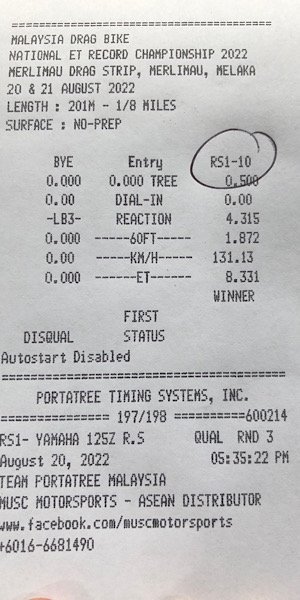 =====================================
MALAYSIA DRAG BIKE
NATIONAL ET RECORD CHAMPIONSHIP 2022
MERLIMAU DRAG STRIP, MERLIMAU, MELAKA
20 & 21 AUGUST 2022
LENGTH : 201M - 1/8 MILES
SURFACE : NO-PREP
BYE Entry RS1-10
0.000 0.000 TREE 0.500
0.00 DIAL-IN 0.00
-LB3- REACTION 4.315
0.000 -----60FT----- 1.872
0.00 -----KM/H----- 131.13
0.000 ------ET------ 8.331
WINNER
FIRST
DISQUAL STATUS
Autostart Disabled
=====================================
PORTATREE TIMING SYSTEMS, INC.
============== 197/198 ==========600214
RS1- YAMAHA 125Z R.S QUAL RND 3
August 20, 2022 05:35:22 PM
TEAM PORTATREE MALAYSIA
MUSC MOTORSPORTS - ASEAN DISTRIBUTOR
www.facebook.com/muscmotorsports
+6016-6681490